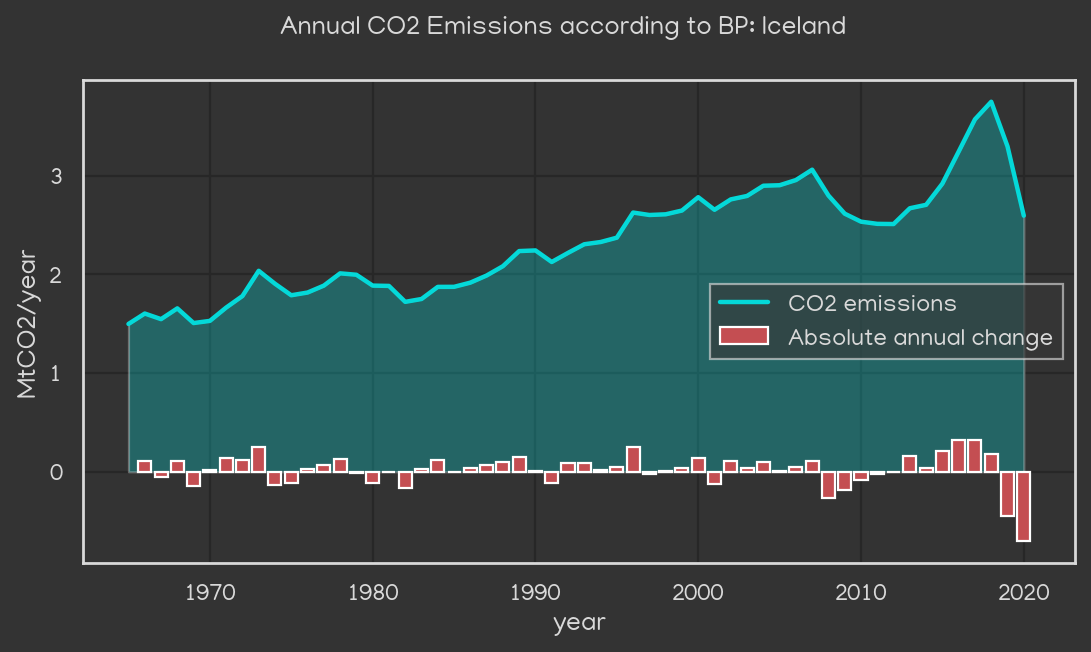 Annual CO2 Emissions according to BP: Iceland
MtCO2/year
3
2
1
0
CO2 emissions
Absolute annual change
1970 1980 1990 2000 2010 2020
year